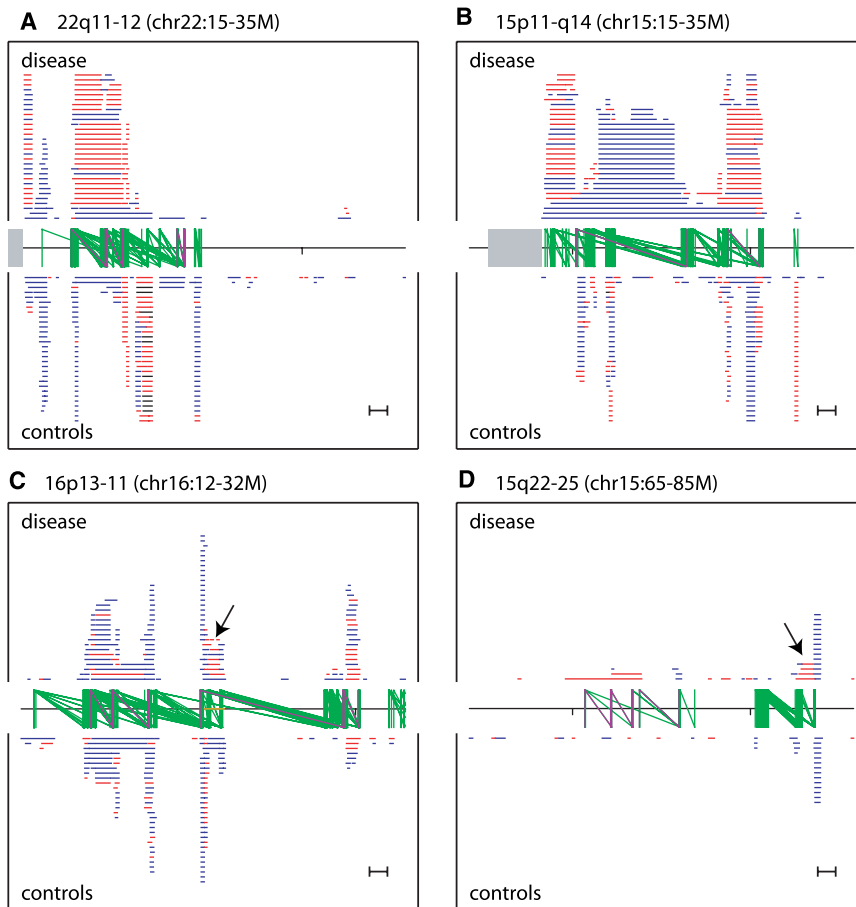 A 22q11-12 (chr22:15-35M)
disease
controls
B 15p11-q14 (chr15:15-35M)
disease
controls
C 16p13-11 (chr16:12-32M)
disease
controls
D 15q22-25 (chr15:65-85M)
disease
controls